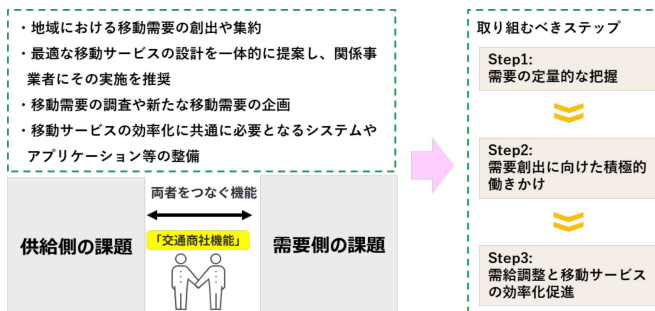 ・地域における移動需要の創出や集約
・最適な移動サービスの設計を一体的に提案し、関係事
業者にその実施を推奨
・移動需要の調査や新たな移動需要の企画
・移動サービスの効率化に共通に必要となるシステムや
アプリケーション等の整備
両者をつなぐ機能
供給側の課題
「交通商社機能」
需要側の課題
取り組むべきステップ
Step1:
需要の定量的な把握
Step2:
需要創出に向けた積極的
働きかけ
Step3:
需給調整と移動サービス
の効率化促進